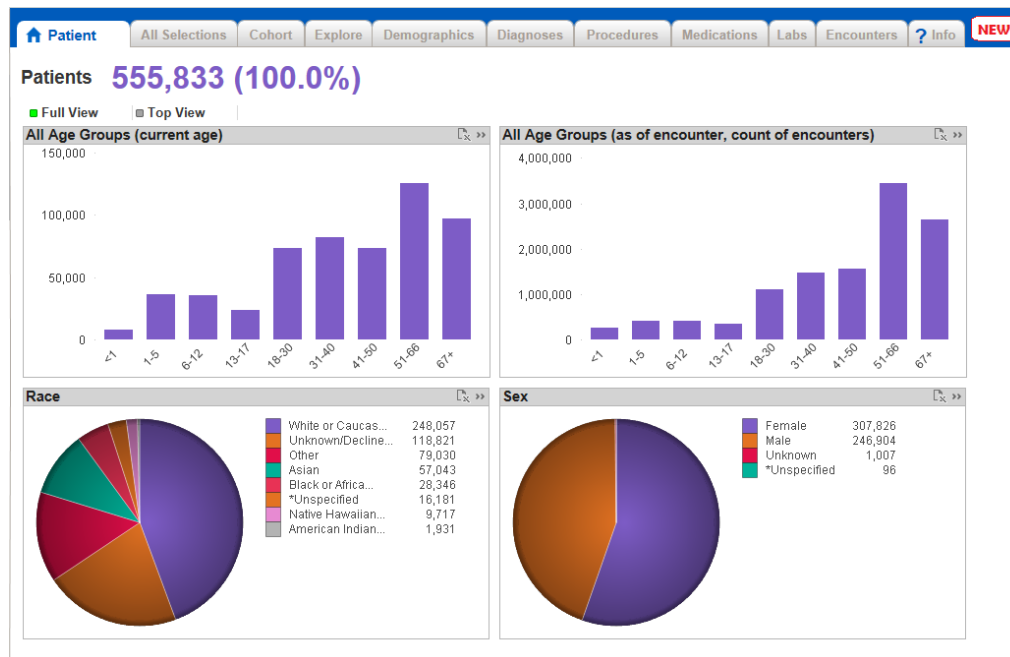 Patient All Selections Cohort Explore Demographics Diagnoses Procedures Medications Labs Encounters ? Info NEW
Patients 555,833 (100.0%)
Full View Top View
All Age Groups (current age)
150,000
100,000
50,000
0
<1 1-5 6-12 13-17 18-30 31-40 41-50 51-66 67+
All Age Groups (as of encounter, count of encounters)
4,000,000
3,000,000
2,000,000
1,000,000
0
<1 1-5 6-12 13-17 18-30 31-40 41-50 51-66 67+
Race
White or Caucas... 248,057
Unknown/Decline... 118,821
Other 79,030
Asian 57,043
Black or Africa... 28,346
*Unspecified 16,181
Native Hawaiian... 9,717
American Indian... 1,931
Sex
Female 307,826
Male 246,904
Unknown 1,007
*Unspecified 96